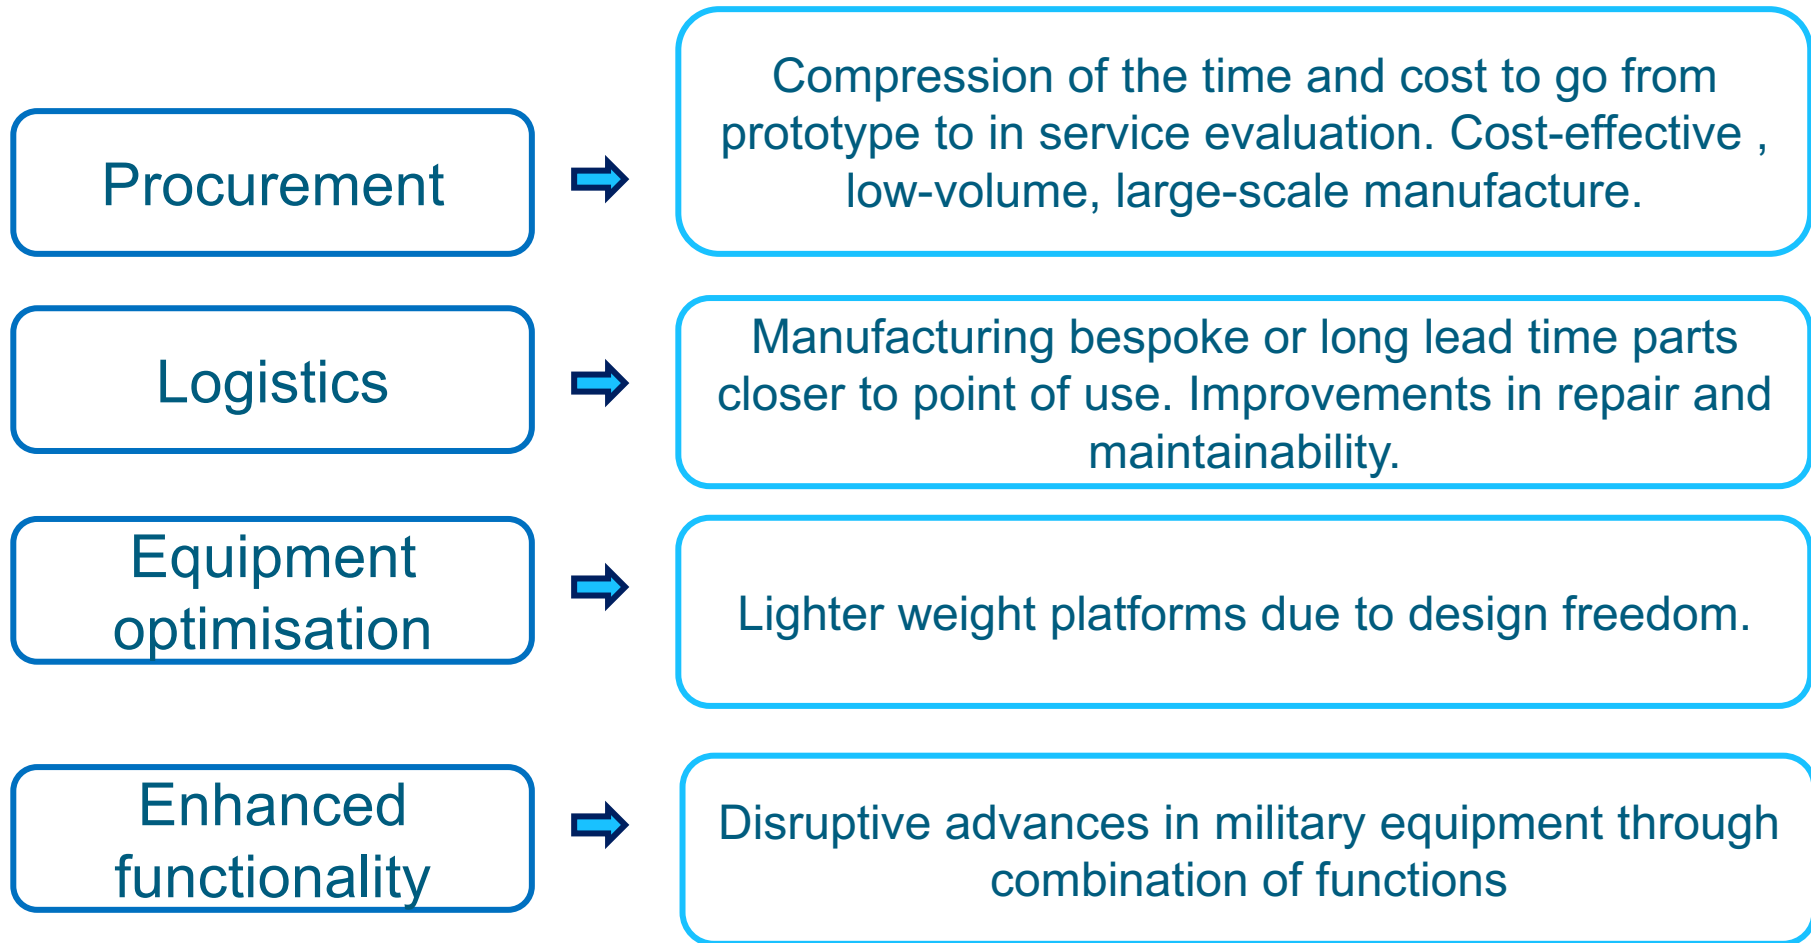 Procurement
Compression of the time and cost to go from
prototype to in service evaluation. Cost-effective ,
low-volume, large-scale manufacture.
Logistics
Manufacturing bespoke or long lead time parts
closer to point of use. Improvements in repair and
maintainability.
Equipment
optimisation
Lighter weight platforms due to design freedom.
Enhanced
functionality
Disruptive advances in military equipment through
combination of functions